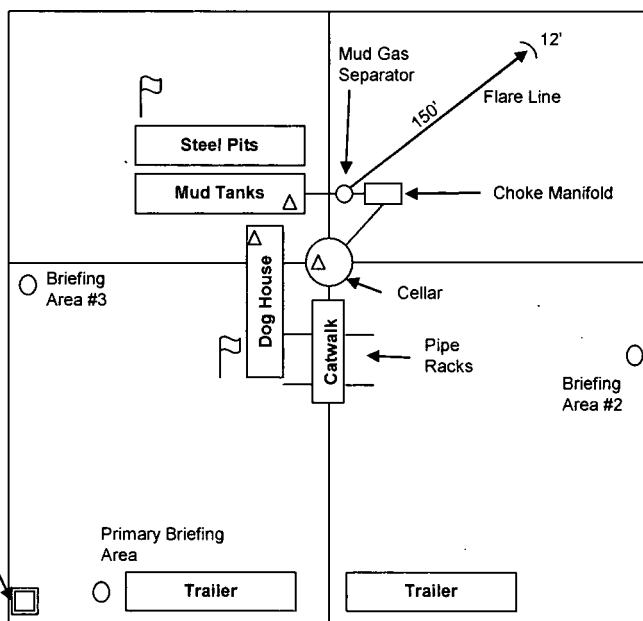 Mud Gas
Separator
12'
150'
Flare Line
Steel Pits
Mud Tanks
Choke Manifold
Briefing
Area #3
Dog House
Cellar
Catwalk
Pipe
Racks
Briefing
Area #2
Primary Briefing
Area
Trailer
Trailer